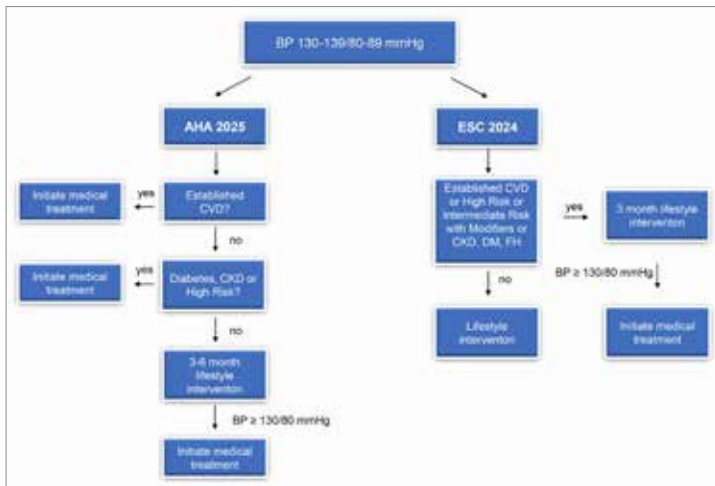 BP 130-139/80-89 mmHg
AHA 2025
ESC 2024
Initiate medical
treatment
yes
Established
CVD?
no
Initiate medical
treatment
yes
Diabetes, CKD or
High Risk?
no
3-6 month
lifestyle
interventon
BP ≥ 130/80 mmHg
Initiate medical
treatment
Established CVD
or High Risk or
Intermediate Risk
with Modifiers or
CKD, DM, FH
yes
3 month lifestyle
interventon
no
BP ≥ 130/80 mmHg
Lifestyle
interventon
Initiate medical
treatment